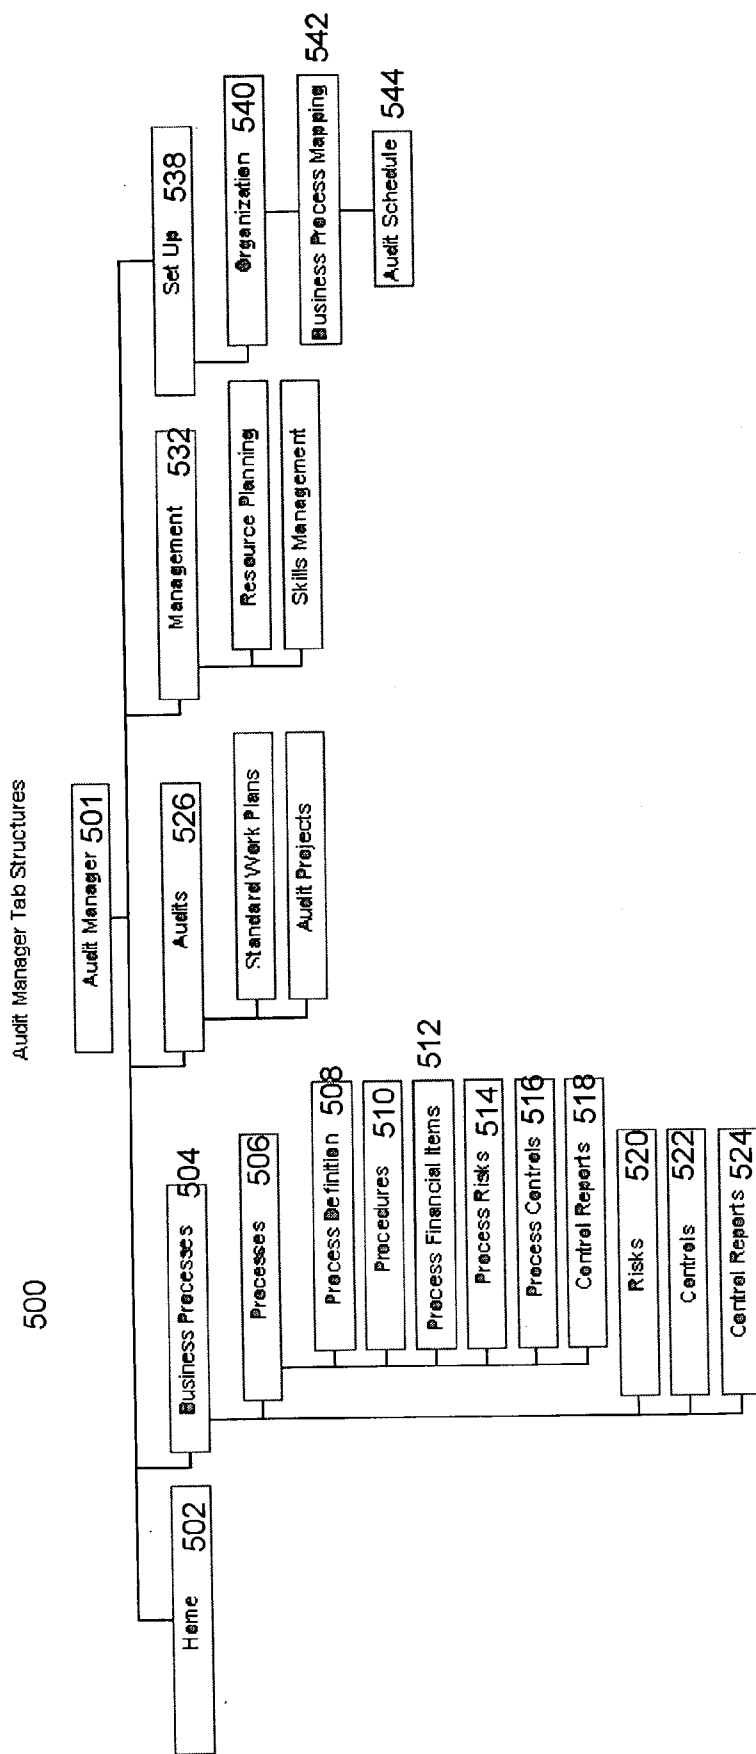 500
Audit Manager Tab Structures
Audit Manager 501
Home 502
Business Processes 504
Processes 506
Process Definition 508
Procedures 510
Process Financial Items 512
Process Risks 514
Process Controls 516
Control Reports 518
Risks 520
Controls 522
Control Reports 524
Audits 526
Standard Work Plans
Audit Projects
Management 532
Resource Planning
Skills Management
Set Up 538
Organization 540
Business Process Mapping 542
Audit Schedule 544